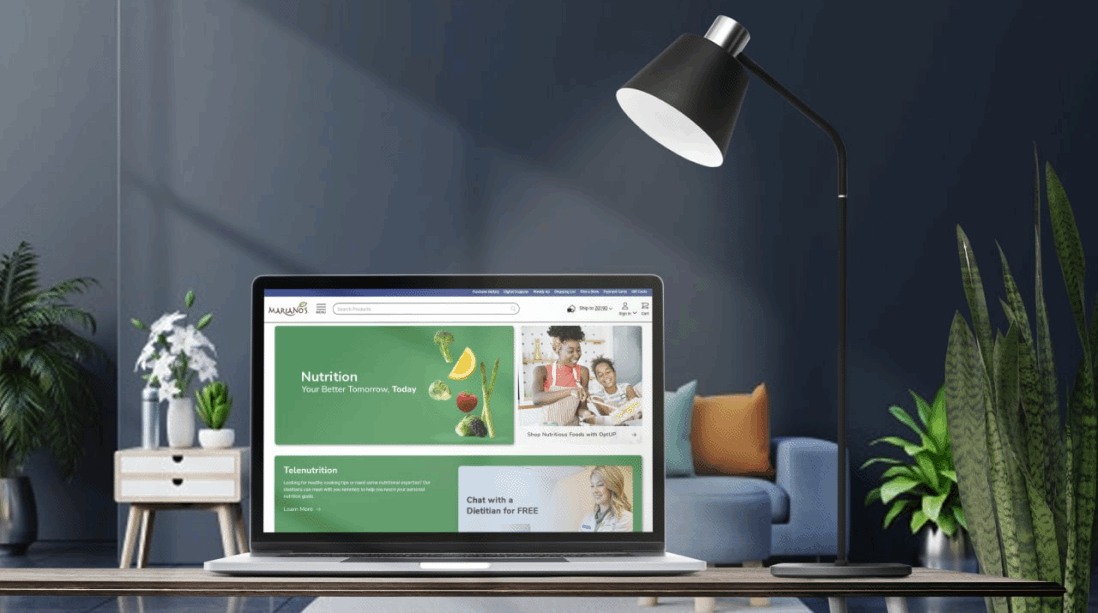 Purchase History Digital Coupons Weekly Ad Shopping List Find a Store Payment Cards Gift Cards
MARIANO'S
MENU
Search Products
Ship to
Sign In
Cart
Nutrition
Your Better Tomorrow, Today
Shop Nutritious Foods with OptUP →
Telenutrition
Looking for healthy cooking tips or need some nutritional expertise? Our
dietitians can meet with you remotely to help you reach your personal
nutrition goals.
Learn More →
Chat with a
Dietitian for FREE